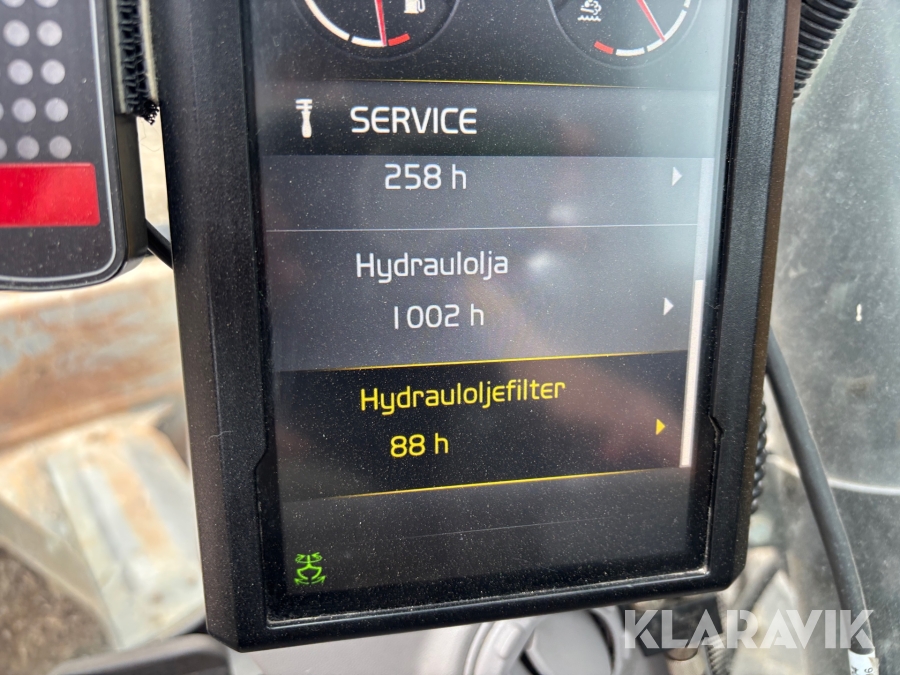 SERVICE
258 h
Hydraulolja
1002 h
Hydrauloljefilter
88 h
KLARAVIK